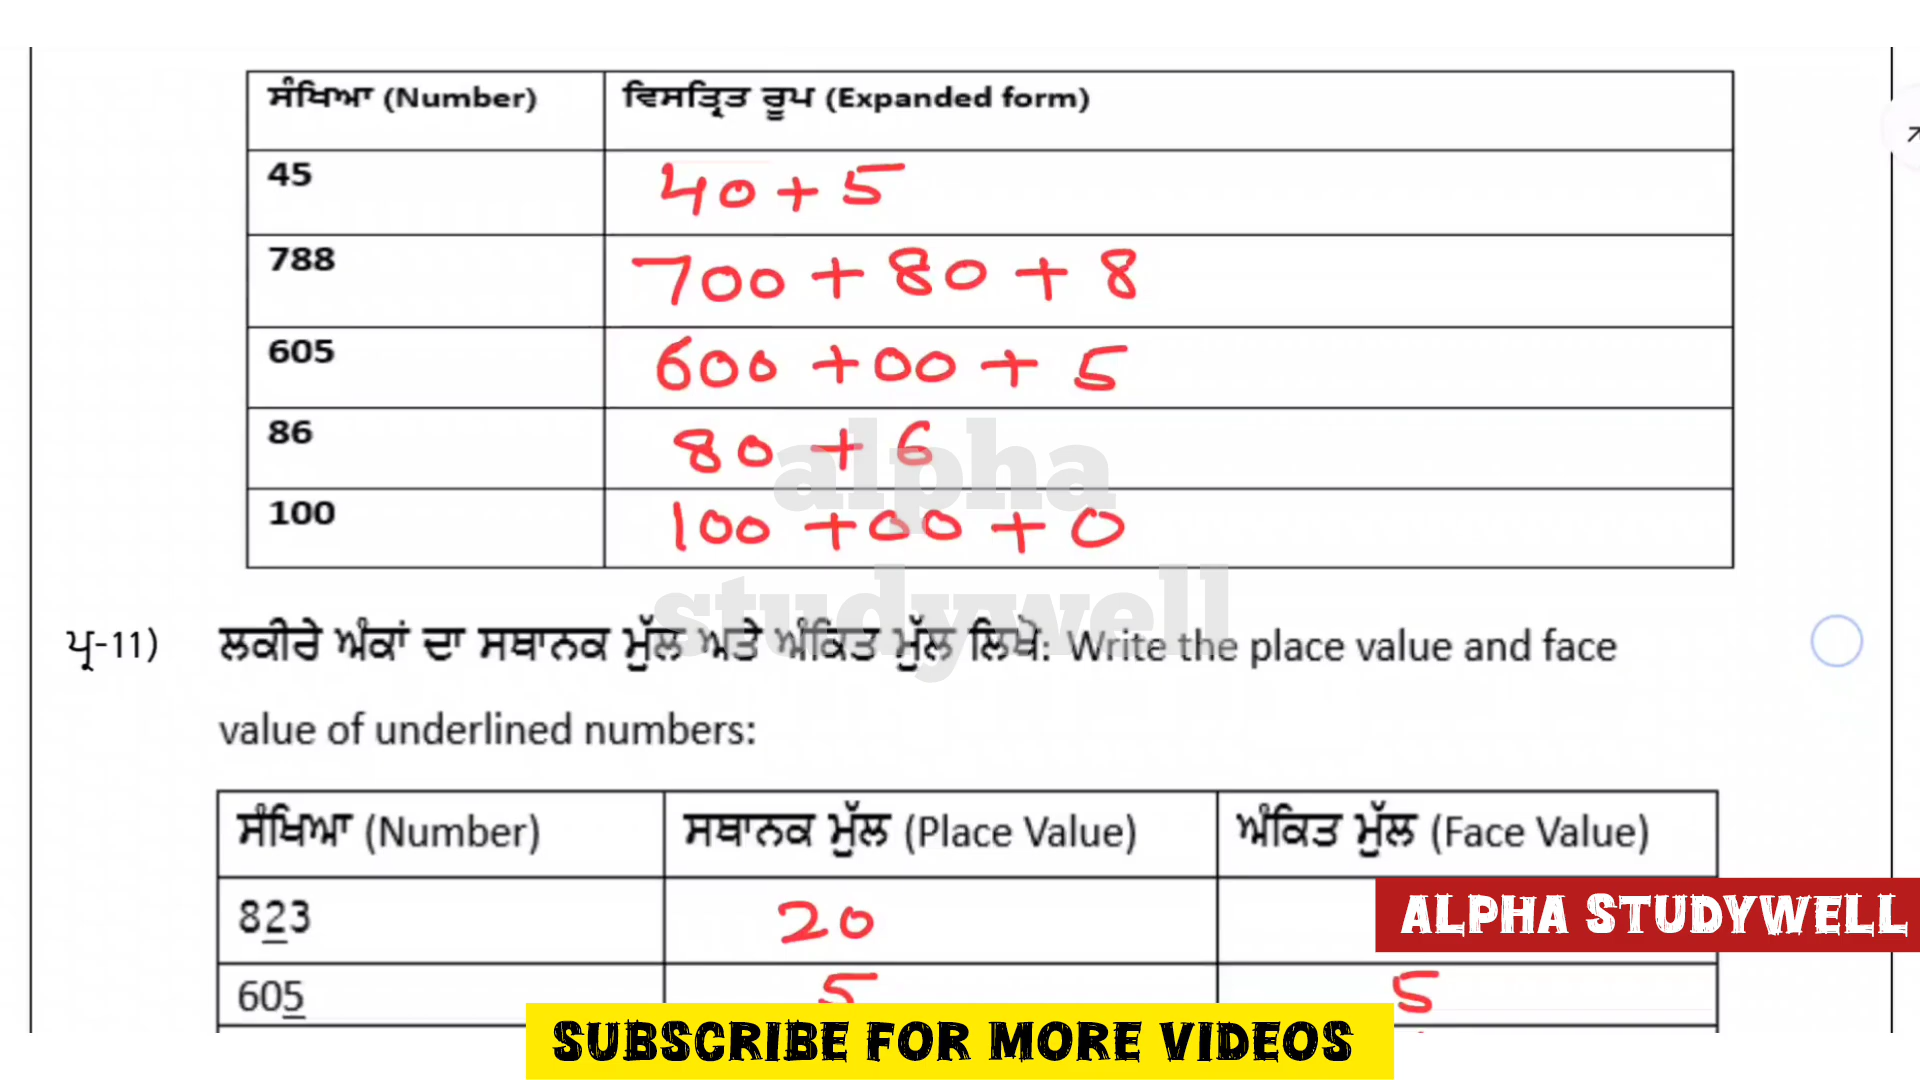 ਸੰਖਿਆ (Number) ਵਿਸਤ੍ਰਿਤ ਰੂਪ (Expanded form)
45 40+5
788 700+80+8
605 600+00+5
86 80+6
100 100+00+0
alpha
studywell
ਪ੍ਰ-11) ਲਕੀਰੇ ਅੰਕਾਂ ਦਾ ਸਥਾਨਕ ਮੁੱਲ ਅਤੇ ਅੰਕਿਤ ਮੁੱਲ ਲਿਖੋ: Write the place value and face
value of underlined numbers:
ਸੰਖਿਆ (Number) ਸਥਾਨਕ ਮੁੱਲ (Place Value) ਅੰਕਿਤ ਮੁੱਲ (Face Value)
823 20
ALPHA STUDYWELL
605 5 5
SUBSCRIBE FOR MORE VIDEOS